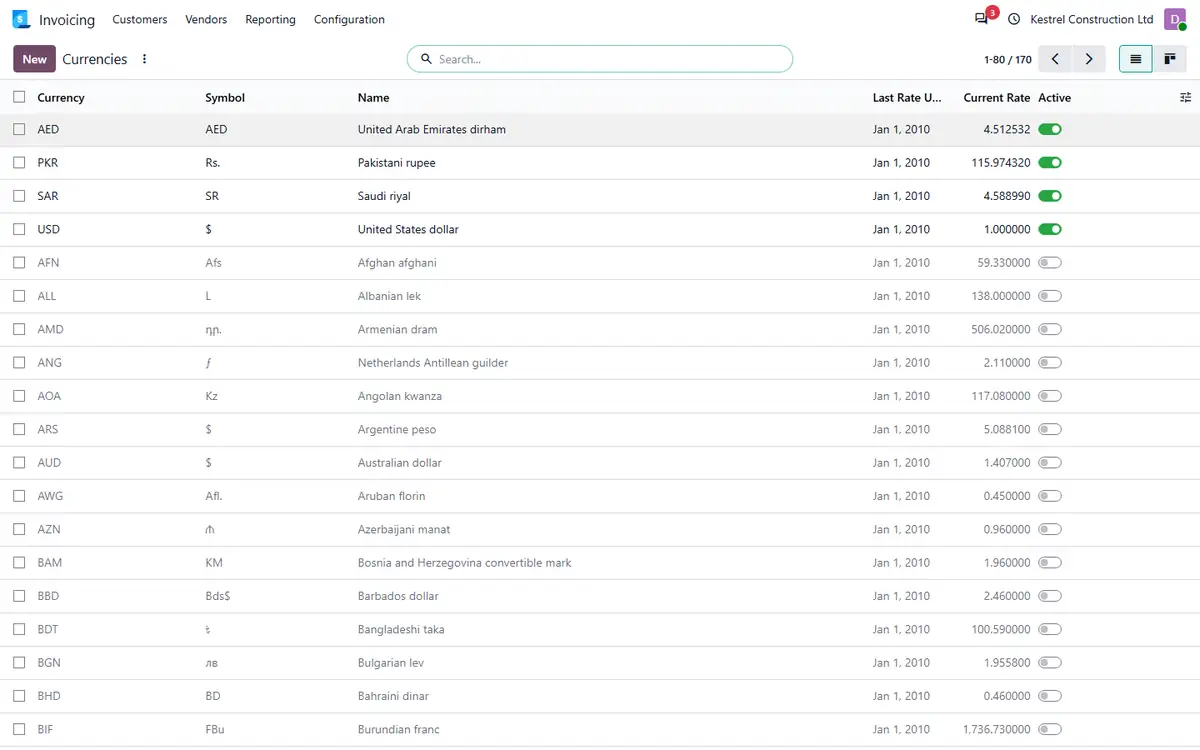 Invoicing Customers Vendors Reporting Configuration 3 Kestrel Construction Ltd D
New Currencies Search... 1-80 / 170
Currency Symbol Name Last Rate U... Current Rate Active
AED AED United Arab Emirates dirham Jan 1, 2010 4.512532
PKR Rs. Pakistani rupee Jan 1, 2010 115.974320
SAR SR Saudi riyal Jan 1, 2010 4.588990
USD $ United States dollar Jan 1, 2010 1.000000
AFN Afs Afghan afghani Jan 1, 2010 59.330000
ALL L Albanian lek Jan 1, 2010 138.000000
AMD դր. Armenian dram Jan 1, 2010 506.020000
ANG ƒ Netherlands Antillean guilder Jan 1, 2010 2.110000
AOA Kz Angolan kwanza Jan 1, 2010 117.080000
ARS $ Argentine peso Jan 1, 2010 5.088100
AUD $ Australian dollar Jan 1, 2010 1.407000
AWG Afl. Aruban florin Jan 1, 2010 0.450000
AZN ₼ Azerbaijani manat Jan 1, 2010 0.960000
BAM KM Bosnia and Herzegovina convertible mark Jan 1, 2010 1.960000
BBD Bds$ Barbados dollar Jan 1, 2010 2.460000
BDT ৳ Bangladeshi taka Jan 1, 2010 100.590000
BGN лв Bulgarian lev Jan 1, 2010 1.955800
BHD BD Bahraini dinar Jan 1, 2010 0.460000
BIF FBu Burundian franc Jan 1, 2010 1,736.730000